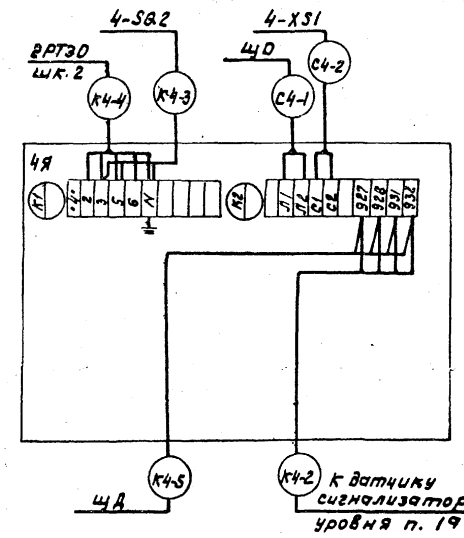 4-SQ2
4-XS1
2РТЗО
шк. 2
ЩО
К4-4
К4-3
С4-1
С4-2
4Я
К1
"4"
2
3
5
6
N
К2
Л1
Л2
С1
С2
927
928
931
932
К4-5
К4-2
ЩД
К датчику
сигнализатор
уровня п. 19